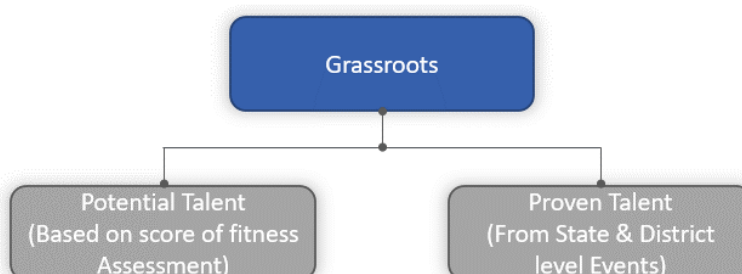 Grassroots
Potential Talent
(Based on score of fitness
Assessment)
Proven Talent
(From State & District
level Events)